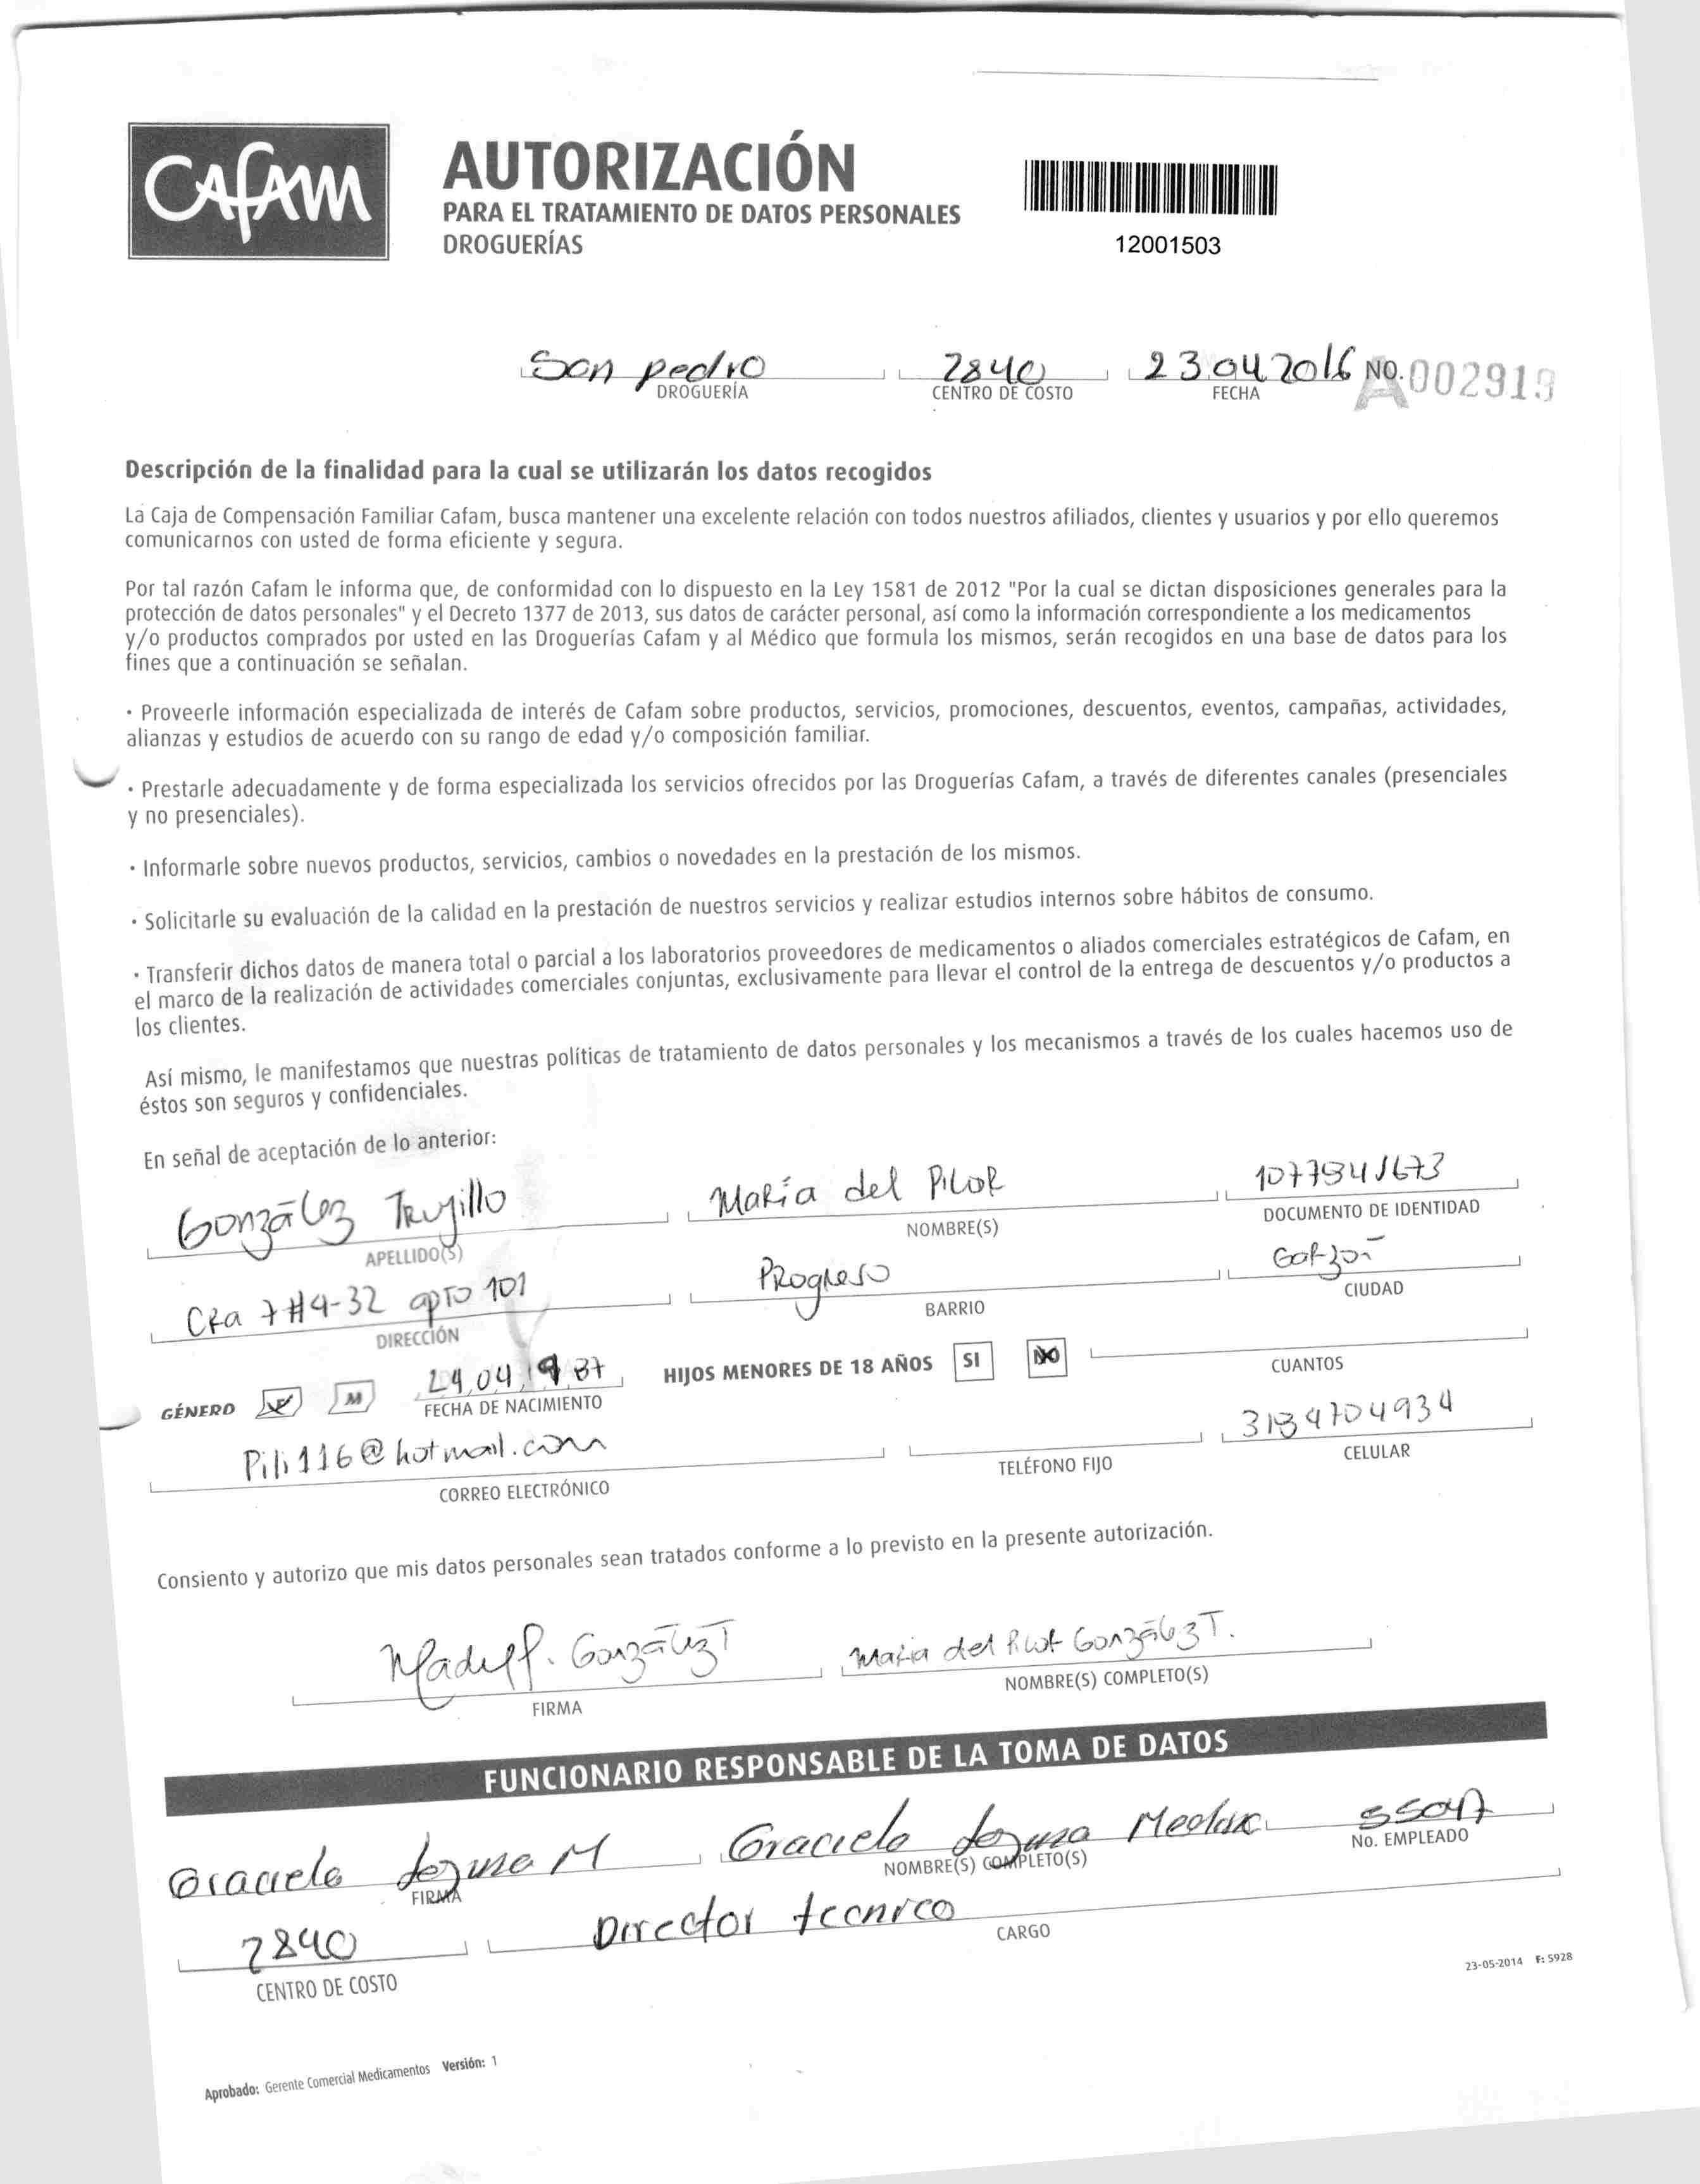 CAFAM
AUTORIZACIÓN
PARA EL TRATAMIENTO DE DATOS PERSONALES
DROGUERÍAS
12001503
San pedro 2840 23 04 2016 No. A 002919
DROGUERÍA CENTRO DE COSTO FECHA
Descripción de la finalidad para la cual se utilizarán los datos recogidos
La Caja de Compensación Familiar Cafam, busca mantener una excelente relación con todos nuestros afiliados, clientes y usuarios y por ello queremos
comunicarnos con usted de forma eficiente y segura.
Por tal razón Cafam le informa que, de conformidad con lo dispuesto en la Ley 1581 de 2012 "Por la cual se dictan disposiciones generales para la
protección de datos personales" y el Decreto 1377 de 2013, sus datos de carácter personal, así como la información correspondiente a los medicamentos
y/o productos comprados por usted en las Droguerías Cafam y al Médico que formula los mismos, serán recogidos en una base de datos para los
fines que a continuación se señalan.
· Proveerle información especializada de interés de Cafam sobre productos, servicios, promociones, descuentos, eventos, campañas, actividades,
alianzas y estudios de acuerdo con su rango de edad y/o composición familiar.
· Prestarle adecuadamente y de forma especializada los servicios ofrecidos por las Droguerías Cafam, a través de diferentes canales (presenciales
y no presenciales).
· Informarle sobre nuevos productos, servicios, cambios o novedades en la prestación de los mismos.
· Solicitarle su evaluación de la calidad en la prestación de nuestros servicios y realizar estudios internos sobre hábitos de consumo.
· Transferir dichos datos de manera total o parcial a los laboratorios proveedores de medicamentos o aliados comerciales estratégicos de Cafam, en
el marco de la realización de actividades comerciales conjuntas, exclusivamente para llevar el control de la entrega de descuentos y/o productos a
los clientes.
Así mismo, le manifestamos que nuestras políticas de tratamiento de datos personales y los mecanismos a través de los cuales hacemos uso de
éstos son seguros y confidenciales.
En señal de aceptación de lo anterior:
González Trujillo María del Pilar
APELLIDO(S) NOMBRE(S) DOCUMENTO DE IDENTIDAD
Cra 7 #4-32 apto 101 Progreso Garzón
DIRECCIÓN BARRIO CIUDAD
GÉNERO F M 24 04 1987 HIJOS MENORES DE 18 AÑOS SI NO CUANTOS
FECHA DE NACIMIENTO
Pili116@hotmail.com 3134704934
CORREO ELECTRÓNICO TELÉFONO FIJO CELULAR
Consiento y autorizo que mis datos personales sean tratados conforme a lo previsto en la presente autorización.
González T María del Pilar González T.
FIRMA NOMBRE(S) COMPLETO(S)
FUNCIONARIO RESPONSABLE DE LA TOMA DE DATOS
Graciela M Graciela
FIRMA NOMBRE(S) COMPLETO(S) No. EMPLEADO
2840 Director tecnico
CENTRO DE COSTO CARGO
23-05-2014 F: 5928
Aprobado: Gerente Comercial Medicamentos Versión: 1